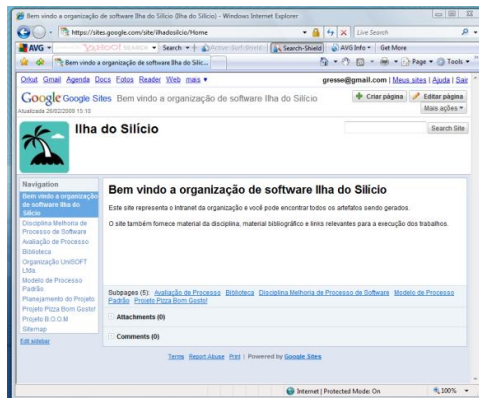 Bem vindo a organização de software Ilha do Silício (Ilha do Silício) - Windows Internet Explorer
https://sites.google.com/site/ilhadosilicio/Home
Live Search
AVG YAHOO! SEARCH Search Active Surf-Shield Search-Shield AVG Info Get More
Bem vindo a organização de software Ilha do Silíc...
Page Tools
Orkut Gmail Agenda Docs Fotos Reader Web mais
gresse@gmail.com | Meus sites | Ajuda | Sair
Google Google Sites Bem vindo a organização de software Ilha do Silício
Criar página Editar página
Atualizada 26/02/2009 15:10
Mais ações
Ilha do Silício
Search Site
Navigation
Bem vindo a organização de software Ilha do Silício
Disciplina Melhoria de Processo de Software
Avaliação de Processo
Biblioteca
Organização UniSOFT Ltda.
Modelo de Processo Padrão
Planejamento do Projeto
Projeto Pizza Bom Gosto!
Projeto B.O.O.M
Sitemap
Edit sidebar
Bem vindo a organização de software Ilha do Silício
Este site representa o Intranet da organização e você pode encontrar todos os artefatos sendo gerados.
O site também fornece material da disciplina, material bibliográfico e links relevantes para a execução dos trabalhos.
Subpages (5): Avaliação de Processo Biblioteca Disciplina Melhoria de Processo de Software Modelo de Processo
Padrão Projeto Pizza Bom Gosto!
Attachments (0)
Comments (0)
Terms Report Abuse Print | Powered by Google Sites
Internet | Protected Mode: On
100%